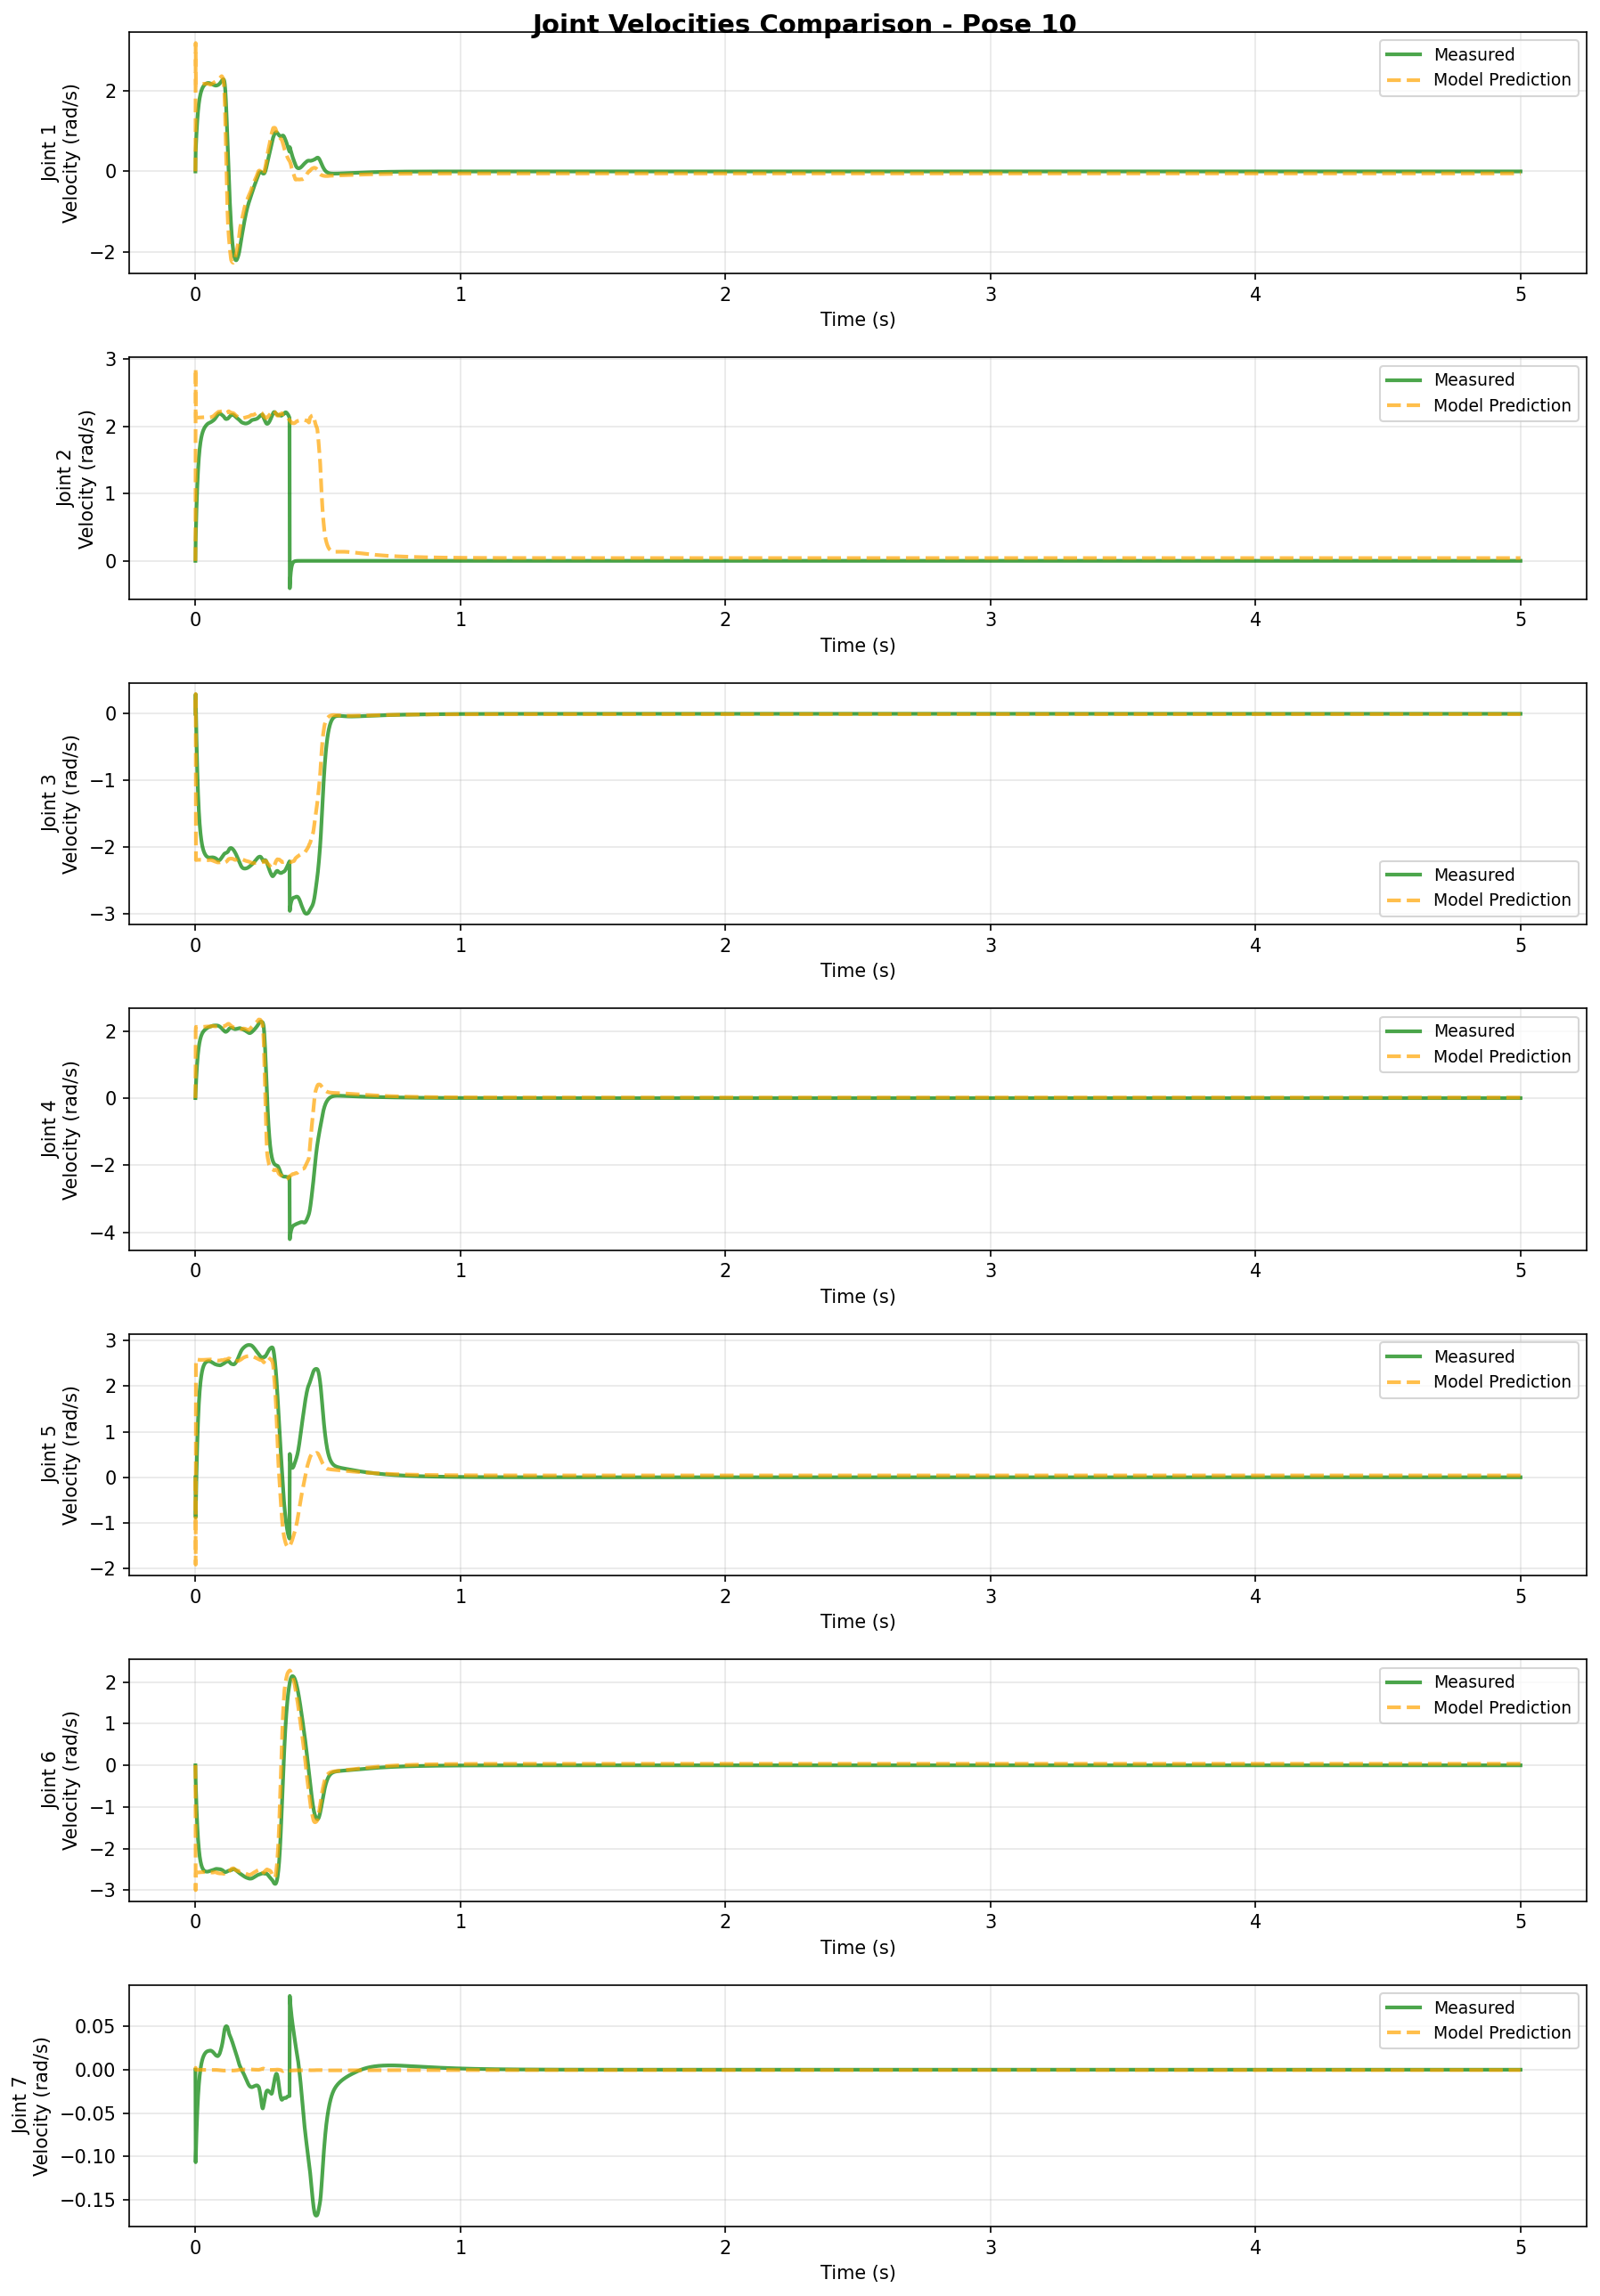 Joint Velocities Comparison - Pose 10
Joint 1
Velocity (rad/s)
2
0
−2
Measured
Model Prediction
0 1 2 3 4 5
Time (s)
Joint 2
Velocity (rad/s)
3
2
1
0
Measured
Model Prediction
0 1 2 3 4 5
Time (s)
Joint 3
Velocity (rad/s)
0
−1
−2
−3
Measured
Model Prediction
0 1 2 3 4 5
Time (s)
Joint 4
Velocity (rad/s)
2
0
−2
−4
Measured
Model Prediction
0 1 2 3 4 5
Time (s)
Joint 5
Velocity (rad/s)
3
2
1
0
−1
−2
Measured
Model Prediction
0 1 2 3 4 5
Time (s)
Joint 6
Velocity (rad/s)
2
1
0
−1
−2
−3
Measured
Model Prediction
0 1 2 3 4 5
Time (s)
Joint 7
Velocity (rad/s)
0.05
0.00
−0.05
−0.10
−0.15
Measured
Model Prediction
0 1 2 3 4 5
Time (s)